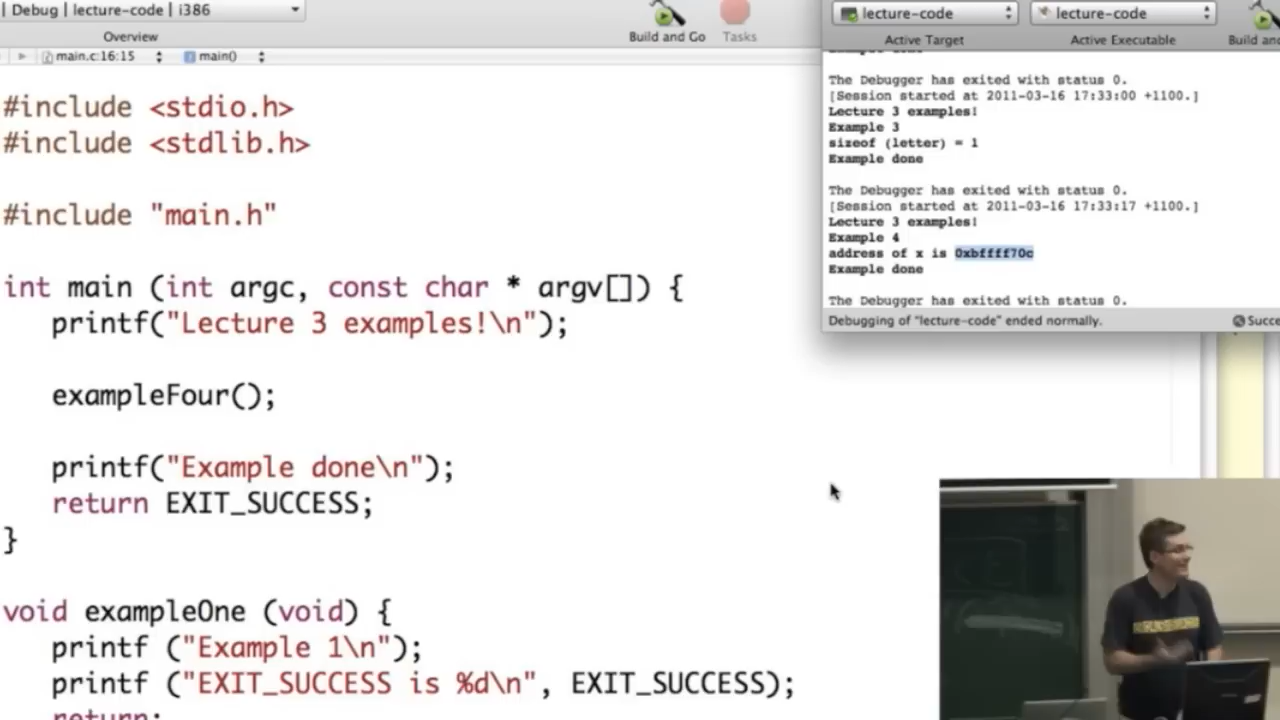 | Debug | lecture-code | i386
Overview
Build and Go
Tasks
main.c:16:15
main()
#include <stdio.h>
#include <stdlib.h>
#include "main.h"
int main (int argc, const char * argv[]) {
printf("Lecture 3 examples!\n");
exampleFour();
printf("Example done\n");
return EXIT_SUCCESS;
}
void exampleOne (void) {
printf ("Example 1\n");
printf ("EXIT_SUCCESS is %d\n", EXIT_SUCCESS);
return;
lecture-code
lecture-code
Active Target
Active Executable
Build and
The Debugger has exited with status 0.
[Session started at 2011-03-16 17:33:00 +1100.]
Lecture 3 examples!
Example 3
sizeof (letter) = 1
Example done
The Debugger has exited with status 0.
[Session started at 2011-03-16 17:33:17 +1100.]
Lecture 3 examples!
Example 4
address of x is 0xbffff70c
Example done
The Debugger has exited with status 0.
Debugging of "lecture-code" ended normally.
Succe